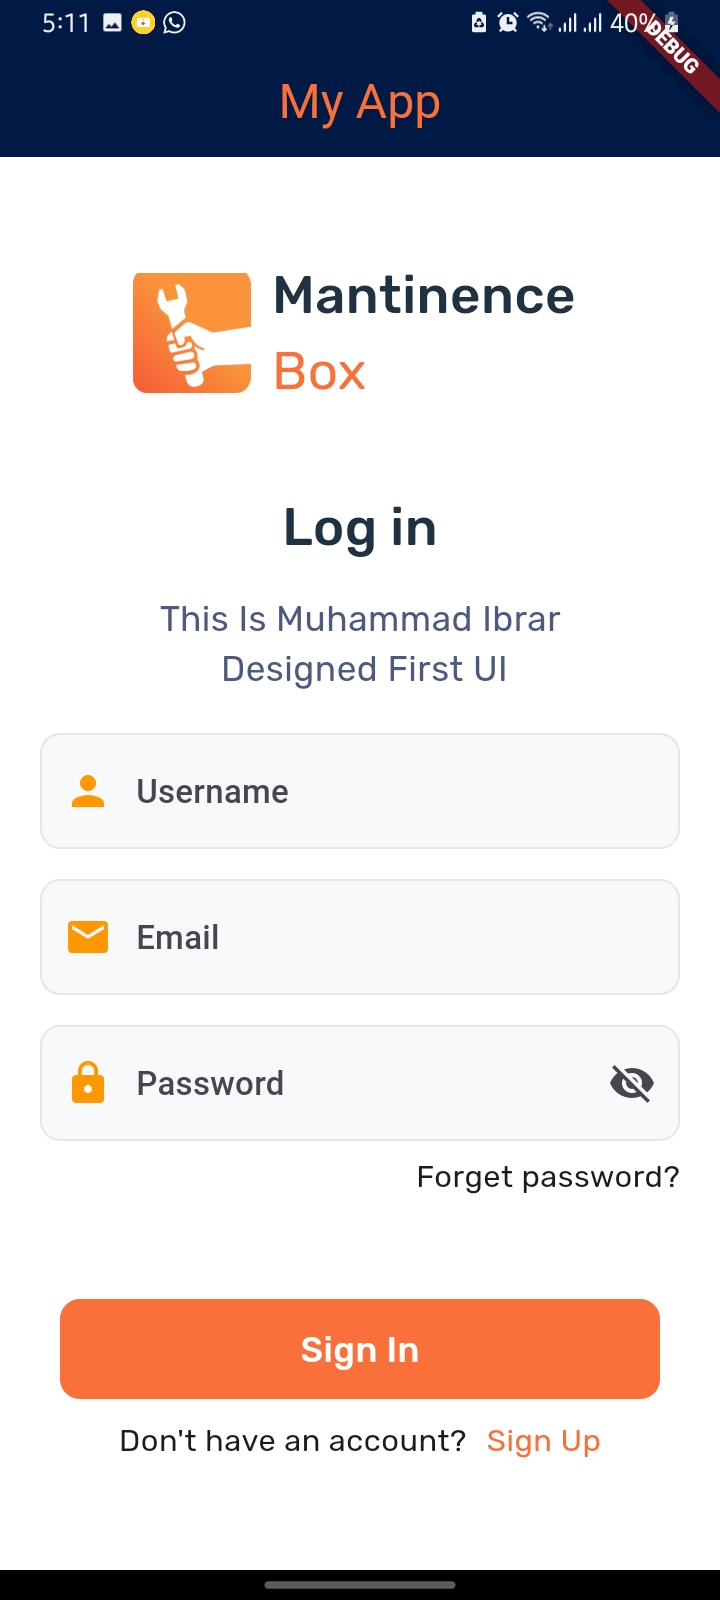 5:11 40%
DEBUG
My App
Mantinence
Box
Log in
This Is Muhammad Ibrar
Designed First UI
Username
Email
Password
Forget password?
Sign In
Don't have an account? Sign Up